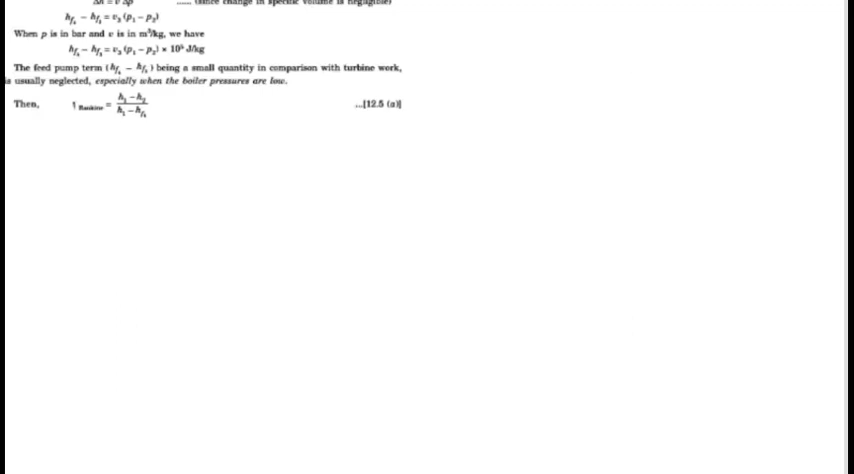 Δh = v Δp ...... (since change in specific volume is negligible)
h_f4 – h_f3 = v3 (p1 – p2)
When p is in bar and v is in m³/kg, we have
h_f4 – h_f3 = v3 (p1 – p2) × 10⁵ J/kg
The feed pump term (h_f4 – h_f3) being a small quantity in comparison with turbine work,
is usually neglected, especially when the boiler pressures are low.
Then, η Rankine = (h1 – h2) / (h1 – h_f4) ...[12.5 (a)]